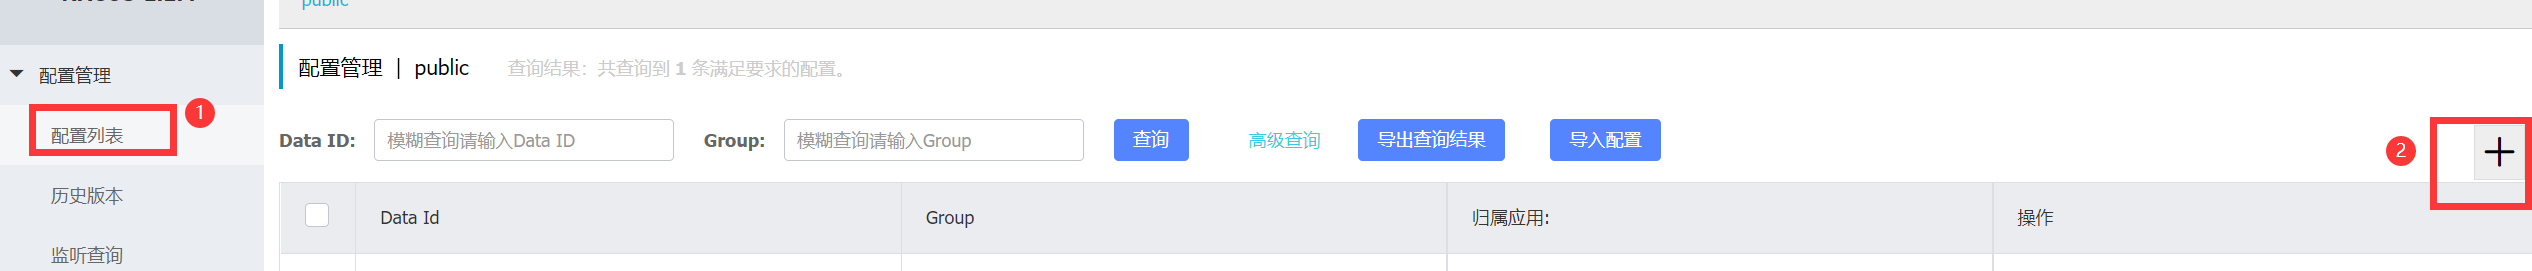 public
配置管理
配置管理 | public 查询结果：共查询到 1 条满足要求的配置。
1
配置列表
Data ID: 模糊查询请输入Data ID Group: 模糊查询请输入Group 查询 高级查询 导出查询结果 导入配置
2
历史版本
Data Id Group 归属应用: 操作
监听查询